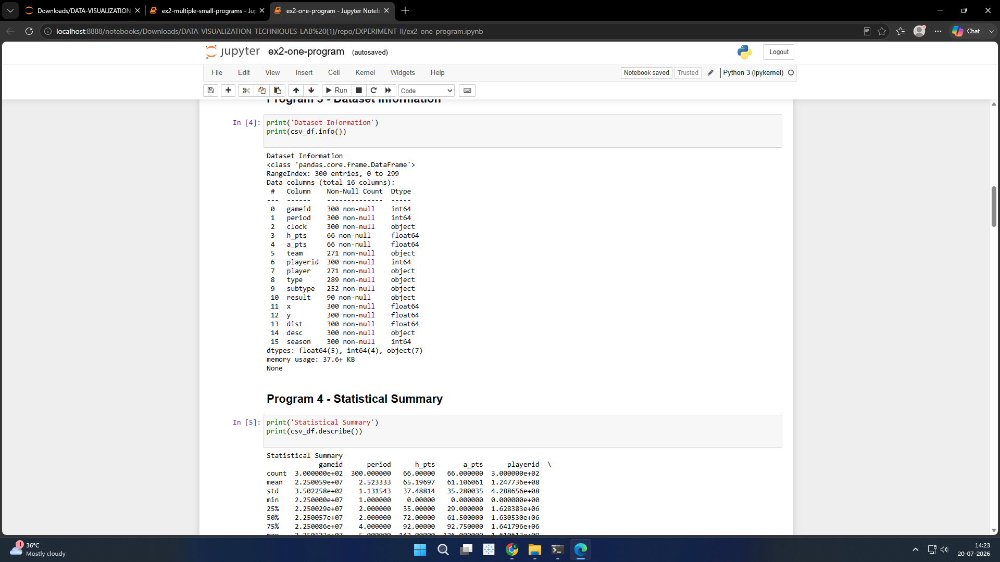 Downloads/DATA-VISUALIZATION
ex2-multiple-small-programs - Jup
ex2-one-program - Jupyter Noteb
localhost:8888/notebooks/Downloads/DATA-VISUALIZATION-TECHNIQUES-LAB%20(1)/repo/EXPERIMENT-II/ex2-one-program.ipynb
Chat
jupyter ex2-one-program (autosaved)
Logout
File Edit View Insert Cell Kernel Widgets Help
Notebook saved Trusted Python 3 (ipykernel)
Run Code
Program 3 - Dataset Information
In [4]: print('Dataset Information')
print(csv_df.info())
Dataset Information
<class 'pandas.core.frame.DataFrame'>
RangeIndex: 300 entries, 0 to 299
Data columns (total 16 columns):
 #   Column    Non-Null Count  Dtype
---  ------    --------------  -----
 0   gameid    300 non-null    int64
 1   period    300 non-null    int64
 2   clock     300 non-null    object
 3   h_pts     66 non-null     float64
 4   a_pts     66 non-null     float64
 5   team      271 non-null    object
 6   playerid  300 non-null    int64
 7   player    271 non-null    object
 8   type      289 non-null    object
 9   subtype   252 non-null    object
 10  result    90 non-null     object
 11  x         300 non-null    float64
 12  y         300 non-null    float64
 13  dist      300 non-null    float64
 14  desc      300 non-null    object
 15  season    300 non-null    int64
dtypes: float64(5), int64(4), object(7)
memory usage: 37.6+ KB
None
Program 4 - Statistical Summary
In [5]: print('Statistical Summary')
print(csv_df.describe())
Statistical Summary
             gameid      period      h_pts       a_pts      playerid  \
count  3.000000e+02  300.000000   66.00000   66.000000  3.000000e+02
mean   2.250059e+07    2.523333   65.19697   61.106061  1.247736e+08
std    3.502258e+02    1.131543   37.48814   35.280035  4.288656e+08
min    2.250000e+07    1.000000    0.00000    0.000000  0.000000e+00
25%    2.250029e+07    2.000000   35.00000   29.000000  1.628383e+06
50%    2.250057e+07    2.000000   72.00000   61.500000  1.630530e+06
75%    2.250086e+07    4.000000   92.00000   92.750000  1.641796e+06
max    2.250123e+07    5.000000  142.00000  126.000000
1
36°C
Mostly cloudy
14:23
20-07-2026